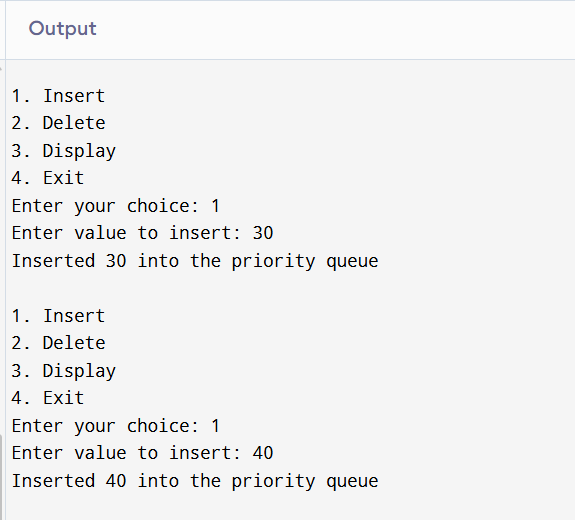 Output
1. Insert
2. Delete
3. Display
4. Exit
Enter your choice: 1
Enter value to insert: 30
Inserted 30 into the priority queue
1. Insert
2. Delete
3. Display
4. Exit
Enter your choice: 1
Enter value to insert: 40
Inserted 40 into the priority queue